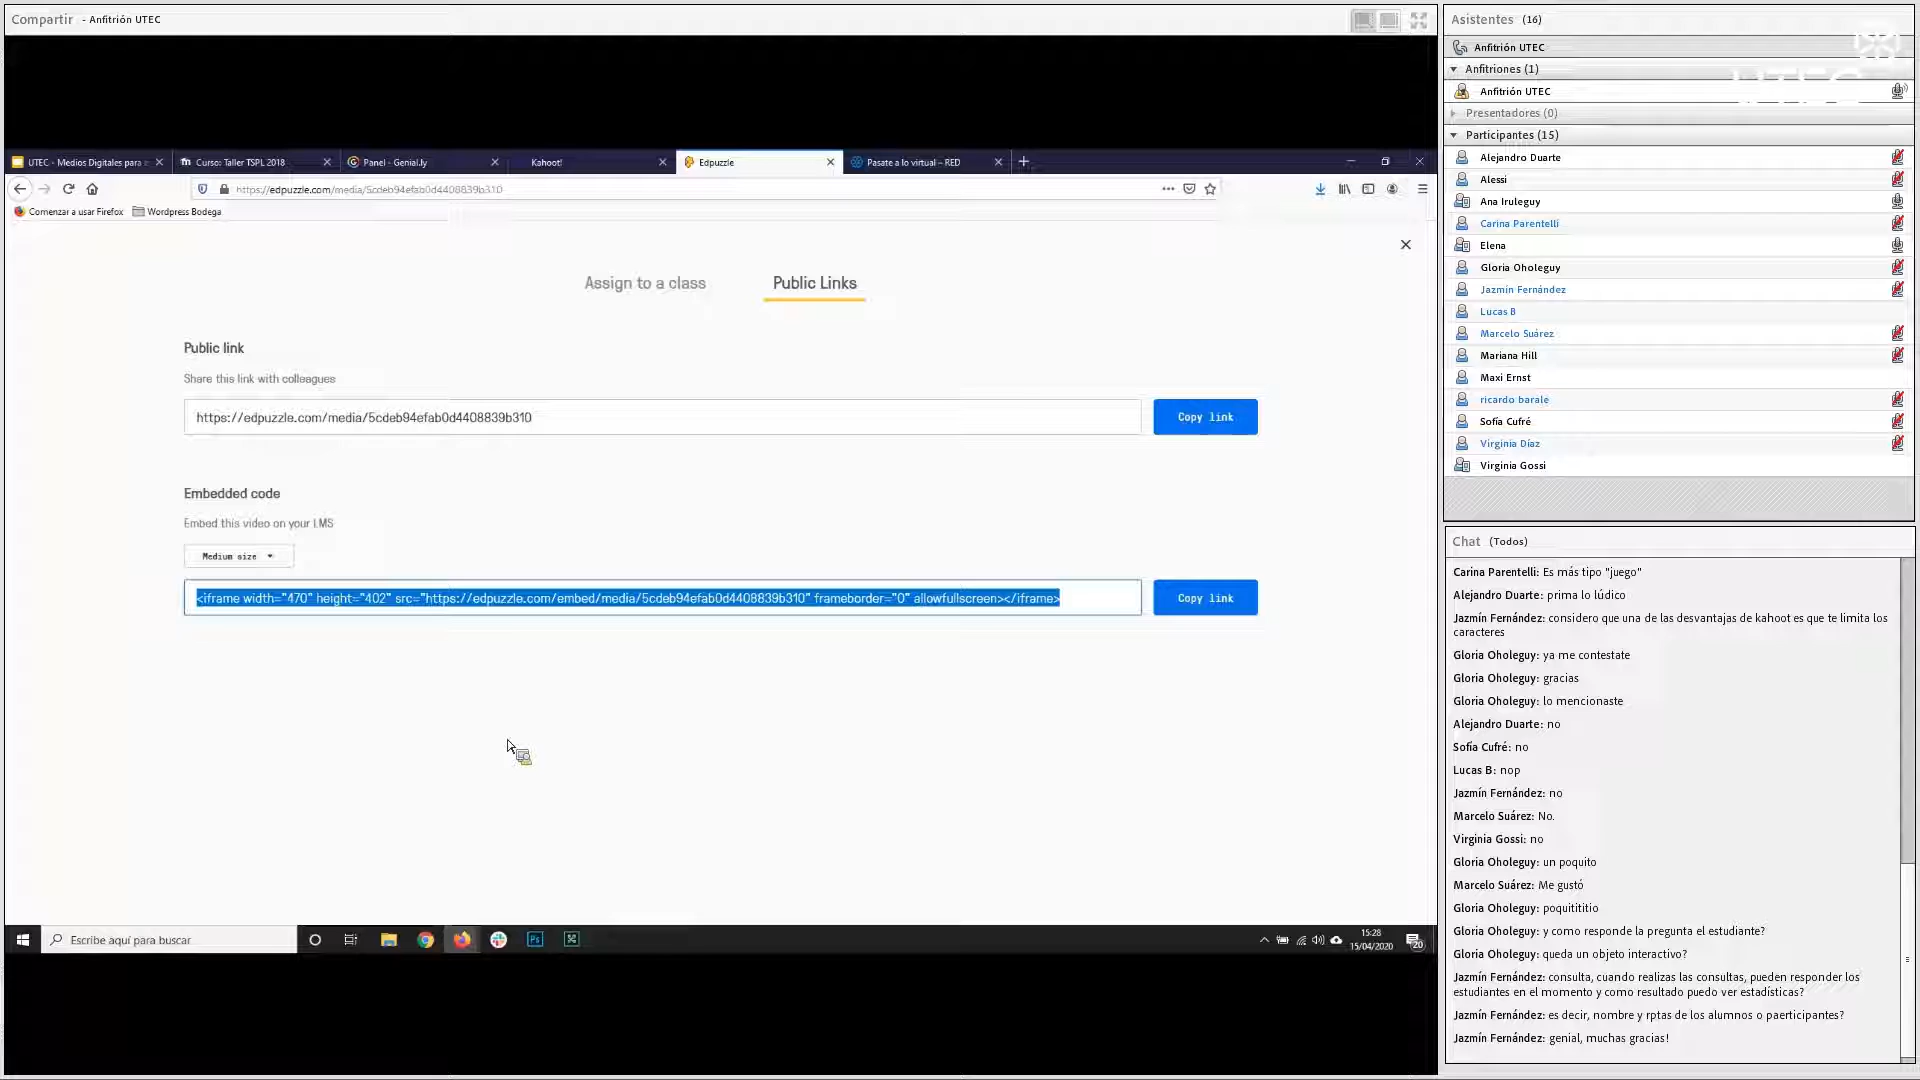 Compartir - Anfitrión UTEC
UTEC - Medios Digitales para
Curso: Taller TSPL 2018
Panel - Genial.ly
Kahoot!
Edpuzzle
Pasate a lo virtual – RED
https://edpuzzle.com/media/5cdeb94efab0d4408839b310
Comenzar a usar Firefox
Wordpress Bodega
Assign to a class
Public Links
Public link
Share this link with colleagues
https://edpuzzle.com/media/5cdeb94efab0d4408839b310
Copy link
Embedded code
Embed this video on your LMS
Medium size
<iframe width="470" height="402" src="https://edpuzzle.com/embed/media/5cdeb94efab0d4408839b310" frameborder="0" allowfullscreen></iframe>
Copy link
Escribe aquí para buscar
15:28
15/04/2020
20
Asistentes (16)
Anfitrión UTEC
Anfitriones (1)
Anfitrión UTEC
Presentadores (0)
Participantes (15)
Alejandro Duarte
Alessi
Ana Iruleguy
Carina Parentelli
Elena
Gloria Oholeguy
Jazmín Fernández
Lucas B
Marcelo Suárez
Mariana Hill
Maxi Ernst
ricardo barale
Sofía Cufré
Virginia Díaz
Virginia Gossi
Chat (Todos)
Carina Parentelli: Es más tipo "juego"
Alejandro Duarte: prima lo lúdico
Jazmín Fernández: considero que una de las desvantajas de kahoot es que te limita los
caracteres
Gloria Oholeguy: ya me contestate
Gloria Oholeguy: gracias
Gloria Oholeguy: lo mencionaste
Alejandro Duarte: no
Sofía Cufré: no
Lucas B: nop
Jazmín Fernández: no
Marcelo Suárez: No.
Virginia Gossi: no
Gloria Oholeguy: un poquito
Marcelo Suárez: Me gustó
Gloria Oholeguy: poquitititio
Gloria Oholeguy: y como responde la pregunta el estudiante?
Gloria Oholeguy: queda un objeto interactivo?
Jazmín Fernández: consulta, cuando realizas las consultas, pueden responder los
estudiantes en el momento y como resultado puedo ver estadísticas?
Jazmín Fernández: es decir, nombre y rptas de los alumnos o paerticipantes?
Jazmín Fernández: genial, muchas gracias!